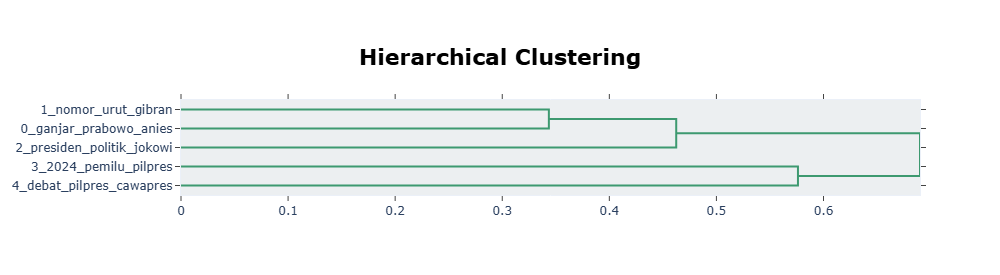 Hierarchical Clustering
1_nomor_urut_gibran
0_ganjar_prabowo_anies
2_presiden_politik_jokowi
3_2024_pemilu_pilpres
4_debat_pilpres_cawapres
0 0.1 0.2 0.3 0.4 0.5 0.6